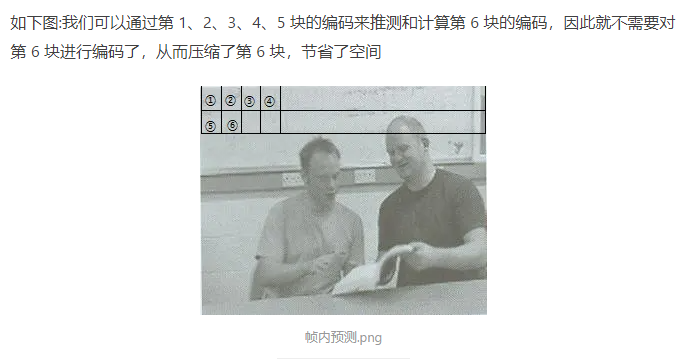 如下图:我们可以通过第 1、2、3、4、5 块的编码来推测和计算第 6 块的编码，因此就不需要对
第 6 块进行编码了，从而压缩了第 6 块，节省了空间
① ② ③ ④
⑤ ⑥
帧内预测.png